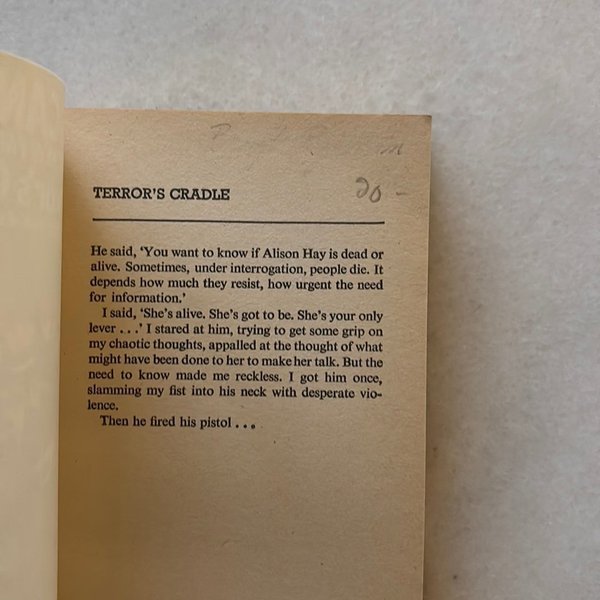 20 -
TERROR'S CRADLE
He said, 'You want to know if Alison Hay is dead or
alive. Sometimes, under interrogation, people die. It
depends how much they resist, how urgent the need
for information.'
I said, 'She's alive. She's got to be. She's your only
lever . . .' I stared at him, trying to get some grip on
my chaotic thoughts, appalled at the thought of what
might have been done to her to make her talk. But the
need to know made me reckless. I got him once,
slamming my fist into his neck with desperate vio-
lence.
Then he fired his pistol . . .